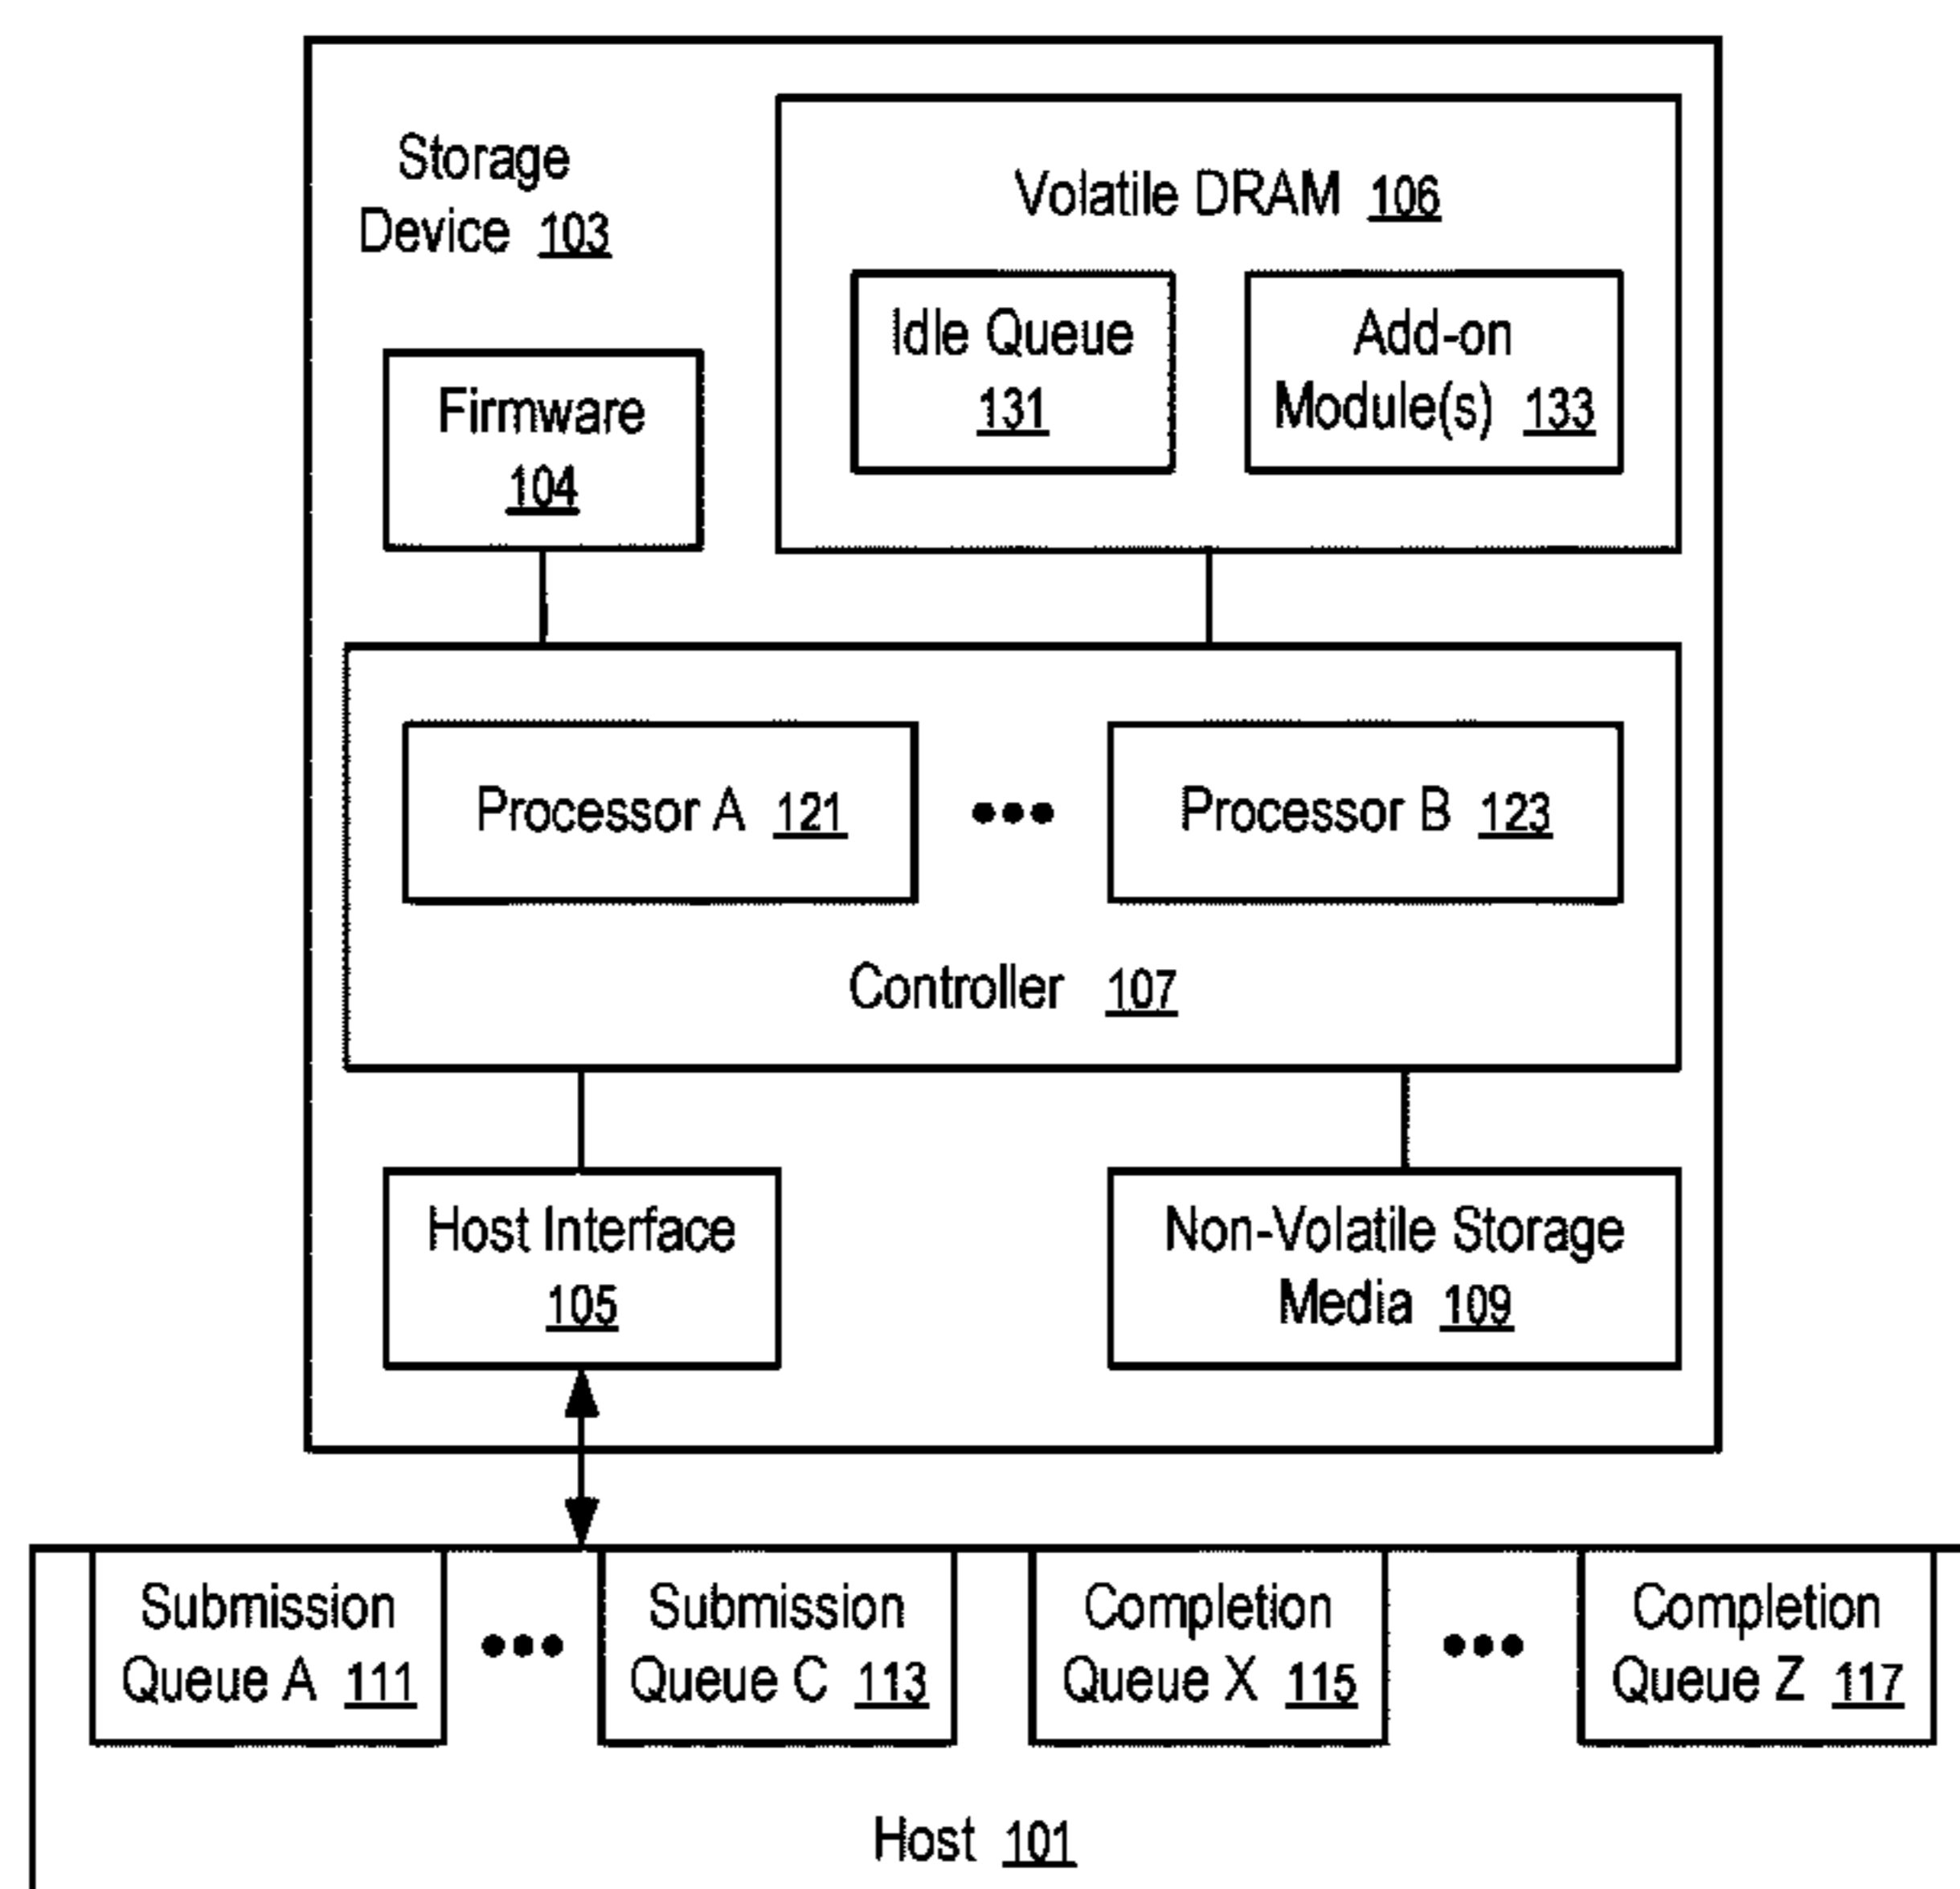 Storage
Device 103
Volatile DRAM 106
Idle Queue
131
Add-on
Module(s) 133
Firmware
104
Processor A 121
Processor B 123
Controller 107
Host Interface
105
Non-Volatile Storage
Media 109
Submission
Queue A 111
Submission
Queue C 113
Completion
Queue X 115
Completion
Queue Z 117
Host 101